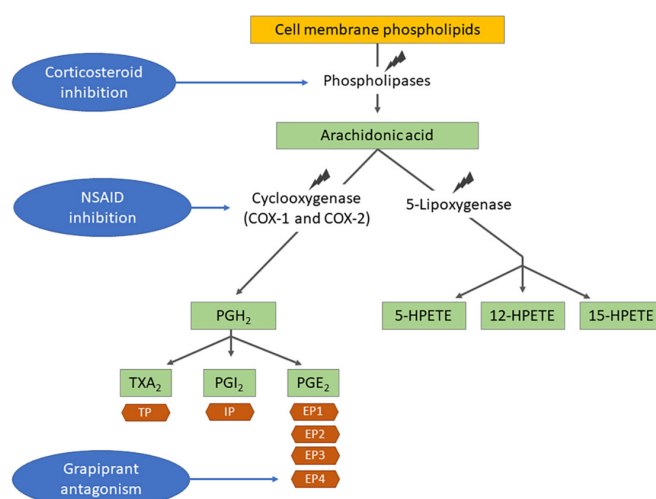 Cell membrane phospholipids
Corticosteroid
inhibition
Phospholipases
Arachidonic acid
NSAID
inhibition
Cyclooxygenase
(COX-1 and COX-2)
5-Lipoxygenase
PGH₂
5-HPETE
12-HPETE
15-HPETE
TXA₂
PGI₂
PGE₂
TP
IP
EP1
EP2
EP3
EP4
Grapiprant
antagonism